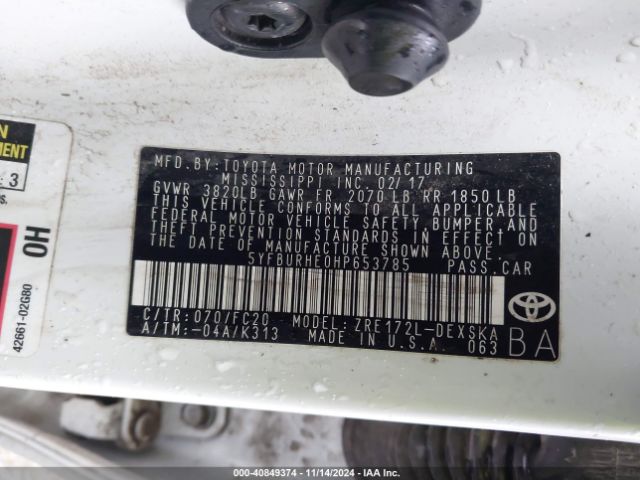 MFD. BY: TOYOTA MOTOR MANUFACTURING
MISSISSIPPI, INC. 02/17
GVWR 3820LB GAWR FR 2070 LB RR 1850 LB
THIS VEHICLE CONFORMS TO ALL APPLICABLE
FEDERAL MOTOR VEHICLE SAFETY, BUMPER, AND
THEFT PREVENTION STANDARDS IN EFFECT ON
THE DATE OF MANUFACTURE SHOWN ABOVE.
5YFBURHE0HP653785 PASS. CAR
C/TR: 070/FC20 MODEL: ZRE172L-DEXSKA
A/TM: -04A/K313 MADE IN U.S.A. 063
BA
MENT
3
s.
OH
42661-02G80
000-40849374 | 11/14/2024 | IAA Inc.